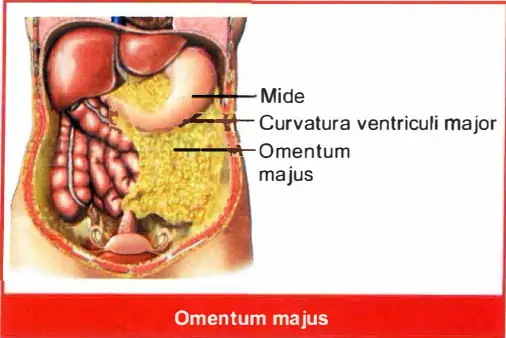 Mide
Curvatura ventriculi major
Omentum
majus
Omentum majus